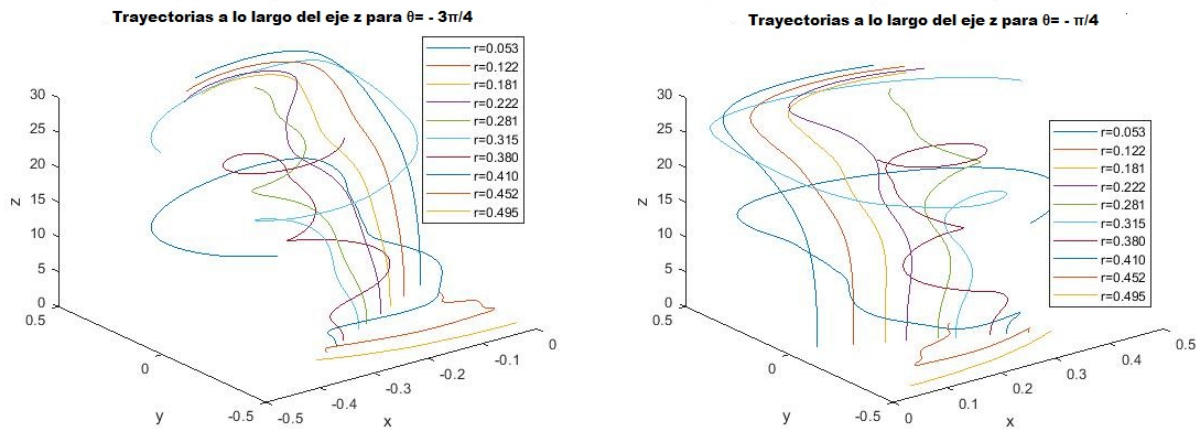 Trayectorias a lo largo del eje z para θ= - 3π/4
r=0.053
r=0.122
r=0.181
r=0.222
r=0.281
r=0.315
r=0.380
r=0.410
r=0.452
r=0.495
30
25
20
15
10
5
0
z
0.5
0
-0.5
y
-0.5
-0.4
-0.3
-0.2
-0.1
0
x
Trayectorias a lo largo del eje z para θ= - π/4
r=0.053
r=0.122
r=0.181
r=0.222
r=0.281
r=0.315
r=0.380
r=0.410
r=0.452
r=0.495
30
25
20
15
10
5
0
z
0.5
0
-0.5
y
0
0.1
0.2
0.3
0.4
0.5
x